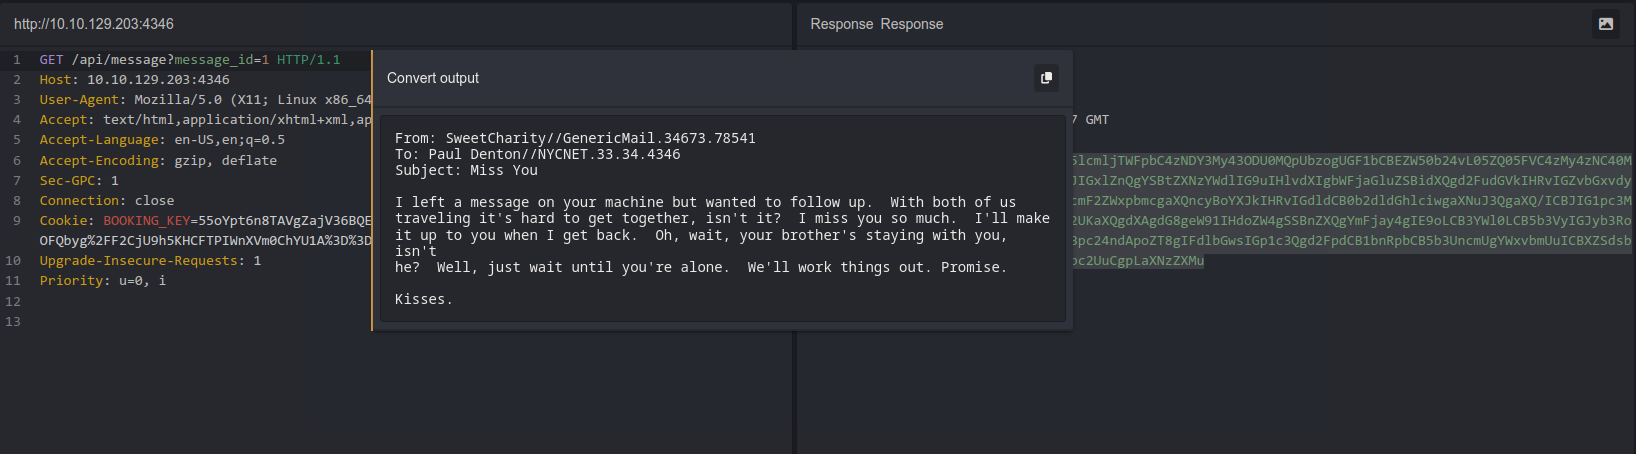 http://10.10.129.203:4346
Response Response
1 GET /api/message?message_id=1 HTTP/1.1
2 Host: 10.10.129.203:4346
3 User-Agent: Mozilla/5.0 (X11; Linux x86_64
4 Accept: text/html,application/xhtml+xml,ap
5 Accept-Language: en-US,en;q=0.5
6 Accept-Encoding: gzip, deflate
7 Sec-GPC: 1
8 Connection: close
9 Cookie: BOOKING_KEY=55oYpt6n8TAVgZajV36BQE
OFQbyg%2FF2CjU9h5KHCFTPIWnXVm0ChYU1A%3D%3D
10 Upgrade-Insecure-Requests: 1
11 Priority: u=0, i
12
13
Convert output
From: SweetCharity//GenericMail.34673.78541
To: Paul Denton//NYCNET.33.34.4346
Subject: Miss You
I left a message on your machine but wanted to follow up.  With both of us
traveling it's hard to get together, isn't it?  I miss you so much.  I'll make
it up to you when I get back.  Oh, wait, your brother's staying with you,
isn't
he?  Well, just wait until you're alone.  We'll work things out. Promise.
Kisses.
7 GMT
5lcmljTWFpbC4zNDY3My43ODU0MQpUbzogUGF1bCBEZW50b24vL05ZQ05FVC4zMy4zNC40M
JIGxlZnQgYSBtZXNzYWdlIG9uIHlvdXIgbWFjaGluZSBidXQgd2FudGVkIHRvIGZvbGxvdy
cmF2ZWxpbmcgaXQncyBoYXJkIHRvIGdldCB0b2dldGhlciwgaXNuJ3QgaXQ/ICBJIG1pc3M
2UKaXQgdXAgdG8geW91IHdoZW4gSSBnZXQgYmFjay4gIE9oLCB3YWl0LCB5b3VyIGJyb3Ro
3pc24ndApoZT8gIFdlbGwsIGp1c3Qgd2FpdCB1bnRpbCB5b3UncmUgYWxvbmUuICBXZSdsb
oc2UuCgpLaXNzZXMu